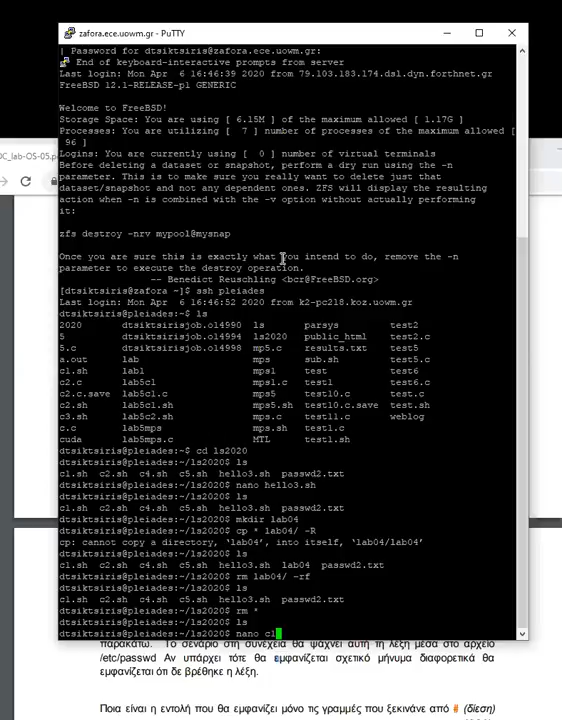 zafora.ece.uowm.gr - PuTTY
| Password for dtsiktsiris@zafora.ece.uowm.gr:
End of keyboard-interactive prompts from server
Last login: Mon Apr  6 16:46:39 2020 from 79.103.183.174.dsl.dyn.forthnet.gr
FreeBSD 12.1-RELEASE-p1 GENERIC
Welcome to FreeBSD!
Storage Space: You are using [ 6.15M ] of the maximum allowed [ 1.17G ]
Processes: You are utilizing [  7 ] number of processes of the maximum allowed [
 96 ]
Logins: You are currently using [  0 ] number of virtual terminals
Before deleting a dataset or snapshot, perform a dry run using the -n
parameter. This is to make sure you really want to delete just that
dataset/snapshot and not any dependent ones. ZFS will display the resulting
action when -n is combined with the -v option without actually performing
it:
zfs destroy -nrv mypool@mysnap
Once you are sure this is exactly what you intend to do, remove the -n
parameter to execute the destroy operation.
-- Benedict Reuschling <bcr@FreeBSD.org>
[dtsiktsiris@zafora ~]$ ssh pleiades
Last login: Mon Apr  6 16:46:52 2020 from k2-pc218.koz.uowm.gr
dtsiktsiris@pleiades:~$ ls
2020 dtsiktsirisjob.o14990 ls parsys test2
5 dtsiktsirisjob.o14994 ls2020 public_html test2.c
5.c dtsiktsirisjob.o14998 mp5.c results.txt test5
a.out lab mps sub.sh test5.c
c1.sh lab1 mps1 test test6
c2.c lab5c1 mps1.c test1 test6.c
c2.c.save lab5c1.c mps5 test10.c test.c
c2.sh lab5c1.sh mps5.sh test10.c.save test.sh
c3.sh lab5c2.sh mps.c test11.c weblog
c.c lab5mps mps.sh test1.c
cuda lab5mps.c MTL test1.sh
dtsiktsiris@pleiades:~$ cd ls2020
dtsiktsiris@pleiades:~/ls2020$ ls
c1.sh  c2.sh  c4.sh  c5.sh  hello3.sh  passwd2.txt
dtsiktsiris@pleiades:~/ls2020$ nano hello3.sh
dtsiktsiris@pleiades:~/ls2020$ ls
c1.sh  c2.sh  c4.sh  c5.sh  hello3.sh  passwd2.txt
dtsiktsiris@pleiades:~/ls2020$ mkdir lab04
dtsiktsiris@pleiades:~/ls2020$ cp * lab04/ -R
cp: cannot copy a directory, ‘lab04’, into itself, ‘lab04/lab04’
dtsiktsiris@pleiades:~/ls2020$ ls
c1.sh  c2.sh  c4.sh  c5.sh  hello3.sh  lab04  passwd2.txt
dtsiktsiris@pleiades:~/ls2020$ rm lab04/ -rf
dtsiktsiris@pleiades:~/ls2020$ ls
c1.sh  c2.sh  c4.sh  c5.sh  hello3.sh  passwd2.txt
dtsiktsiris@pleiades:~/ls2020$ rm *
dtsiktsiris@pleiades:~/ls2020$ ls
dtsiktsiris@pleiades:~/ls2020$ nano c1
OC_lab-OS-05.p
παρακάτω. Το σενάριο στη συνέχεια θα ψάχνει αυτή τη λέξη μέσα στο αρχείο
/etc/passwd Αν υπάρχει τότε θα εμφανίζεται σχετικό μήνυμα διαφορετικά θα
εμφανίζεται ότι δε βρέθηκε η λέξη.
Ποια είναι η εντολή που θα εμφανίζει μόνο τις γραμμές που ξεκινάνε από # (δίεση)